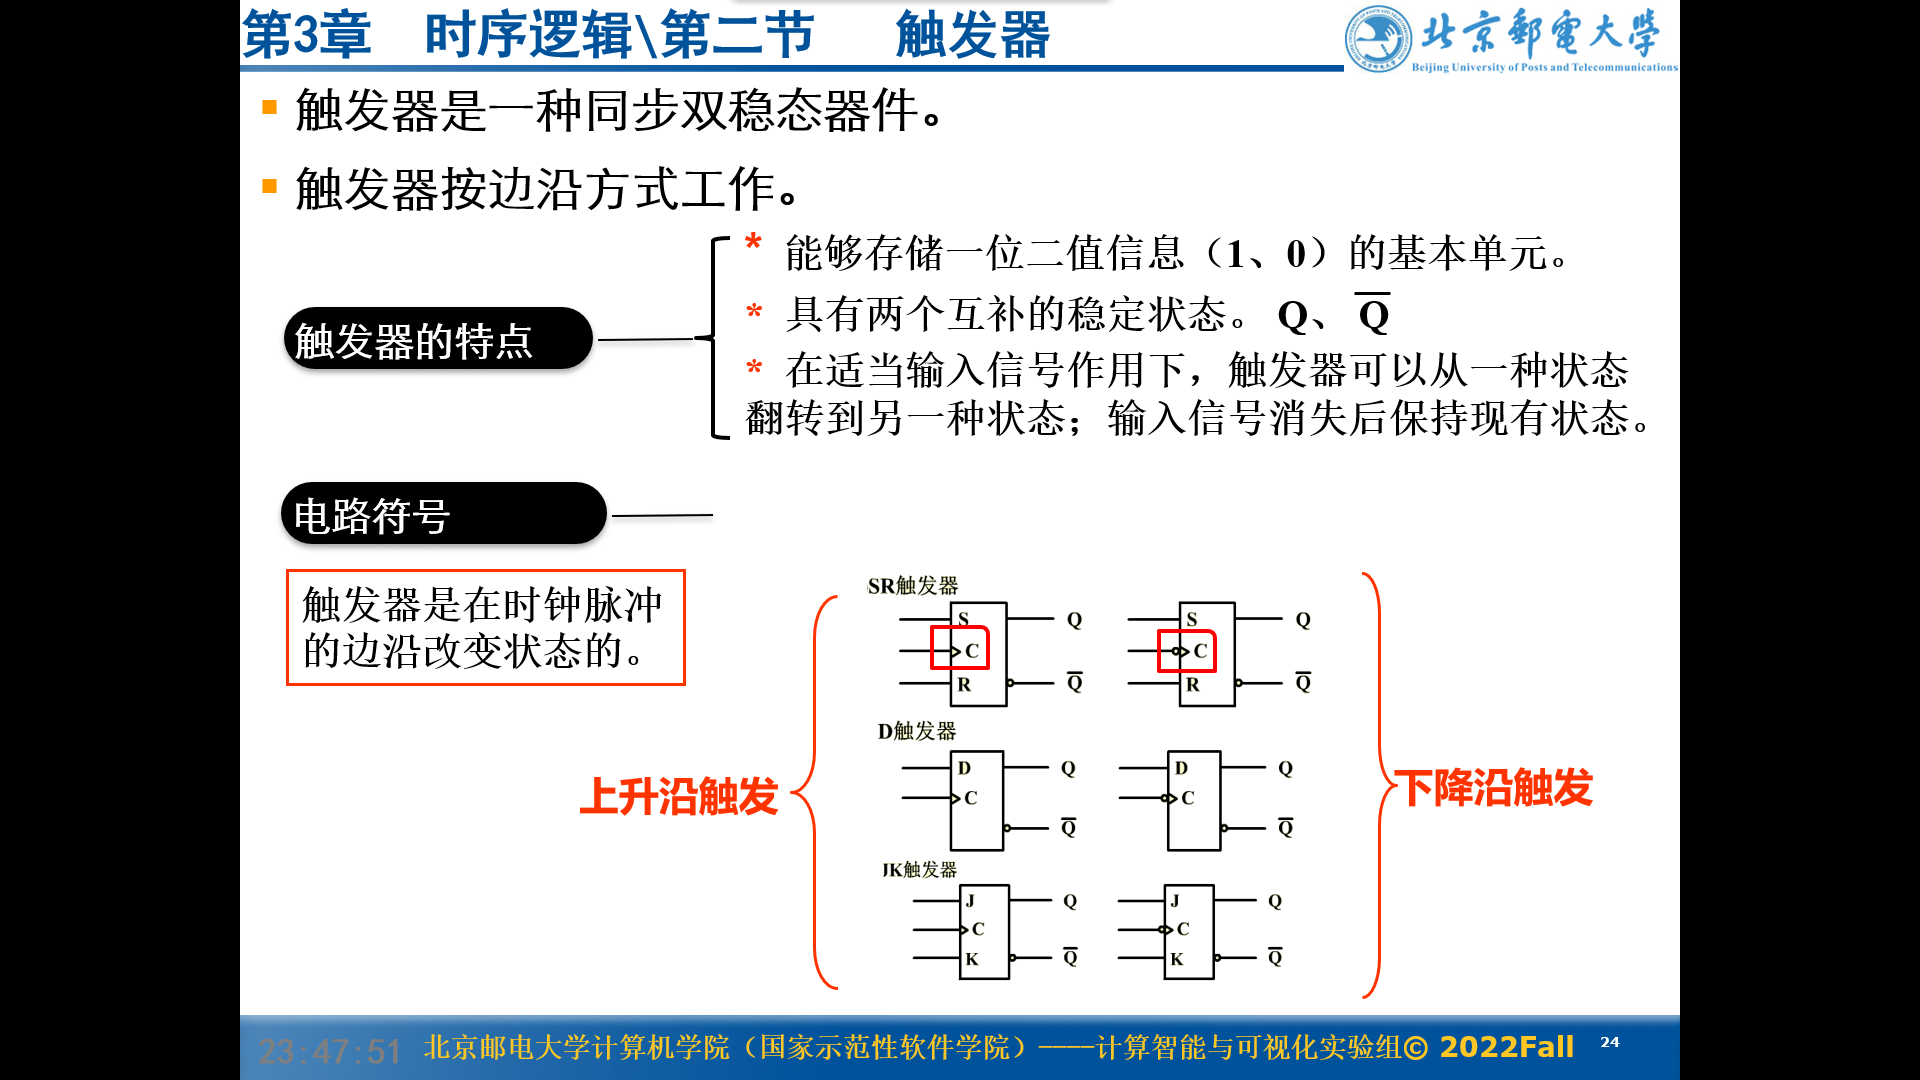 第3章 时序逻辑\第二节 触发器
北京邮电大学
Beijing University of Posts and Telecommunications
触发器是一种同步双稳态器件。
触发器按边沿方式工作。
触发器的特点
* 能够存储一位二值信息（1、0）的基本单元。
* 具有两个互补的稳定状态。 Q、 Q̅
* 在适当输入信号作用下，触发器可以从一种状态
翻转到另一种状态；输入信号消失后保持现有状态。
电路符号
触发器是在时钟脉冲
的边沿改变状态的。
上升沿触发
下降沿触发
SR触发器
S Q S Q
C C
R Q̅ R Q̅
D触发器
D Q D Q
C C
Q̅ Q̅
JK触发器
J Q J Q
C C
K Q̅ K Q̅
23:47:51
北京邮电大学计算机学院（国家示范性软件学院）——计算智能与可视化实验组© 2022Fall
24